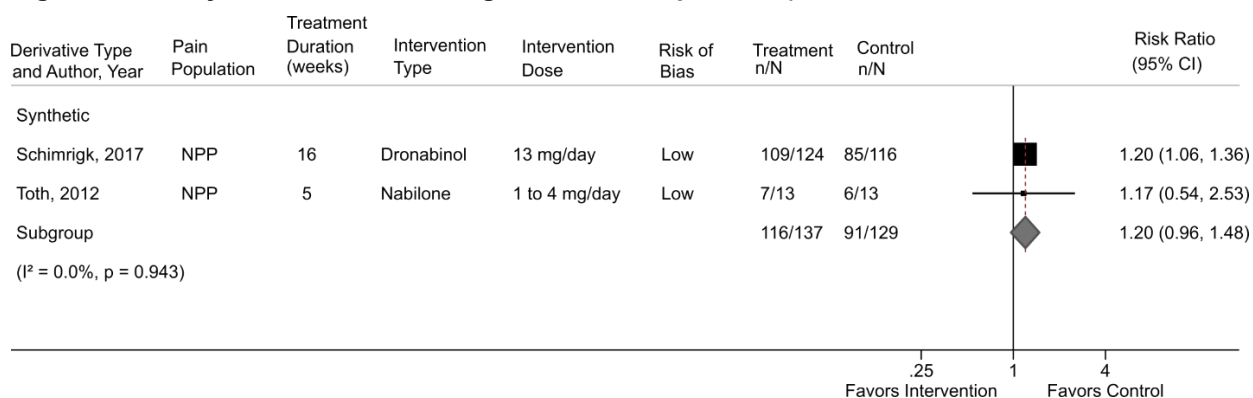 Derivative Type and Author, Year Pain Population Treatment Duration (weeks) Intervention Type Intervention Dose Risk of Bias Treatment n/N Control n/N Risk Ratio (95% CI)
Synthetic
Schimrigk, 2017 NPP 16 Dronabinol 13 mg/day Low 109/124 85/116 1.20 (1.06, 1.36)
Toth, 2012 NPP 5 Nabilone 1 to 4 mg/day Low 7/13 6/13 1.17 (0.54, 2.53)
Subgroup 116/137 91/129 1.20 (0.96, 1.48)
(I² = 0.0%, p = 0.943)
.25 1 4
Favors Intervention Favors Control